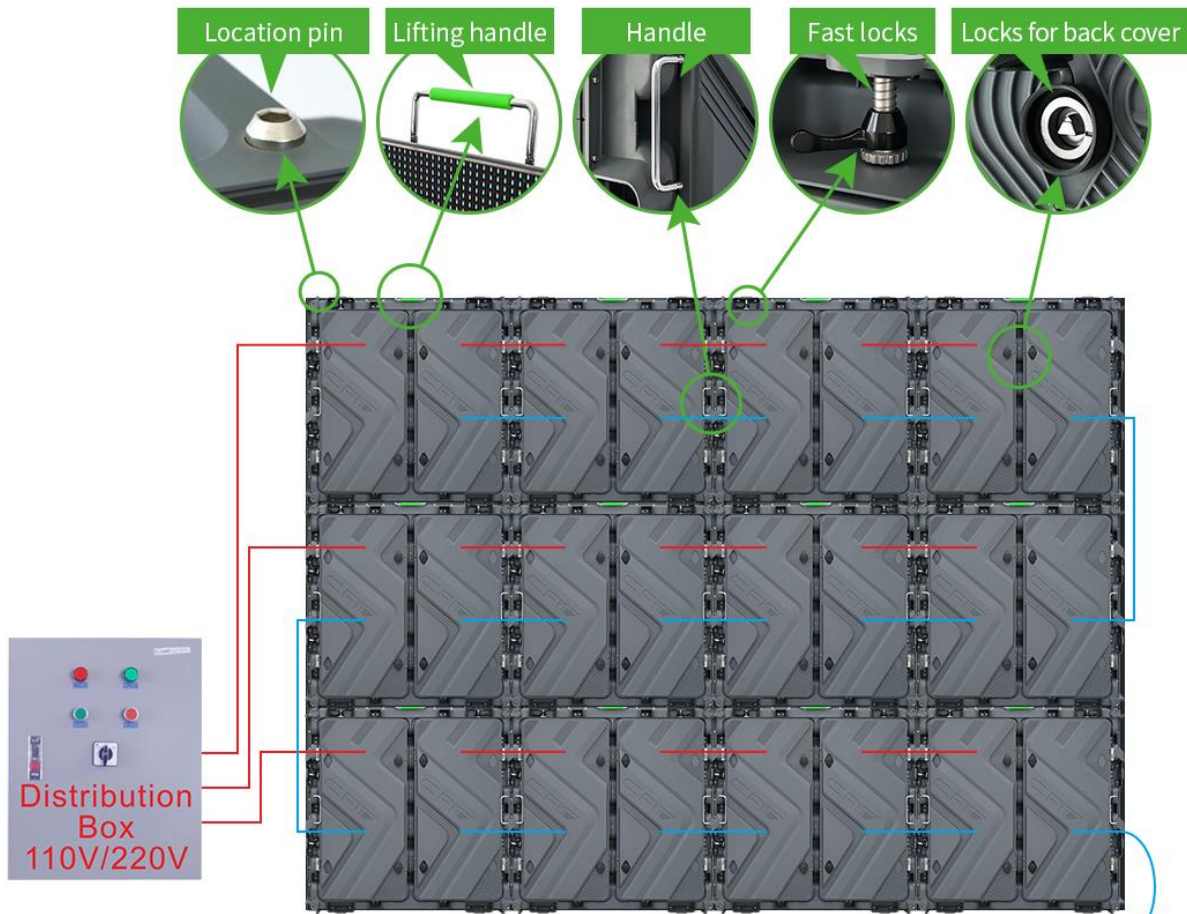 Location pin
Lifting handle
Handle
Fast locks
Locks for back cover
Distribution
Box
110V/220V